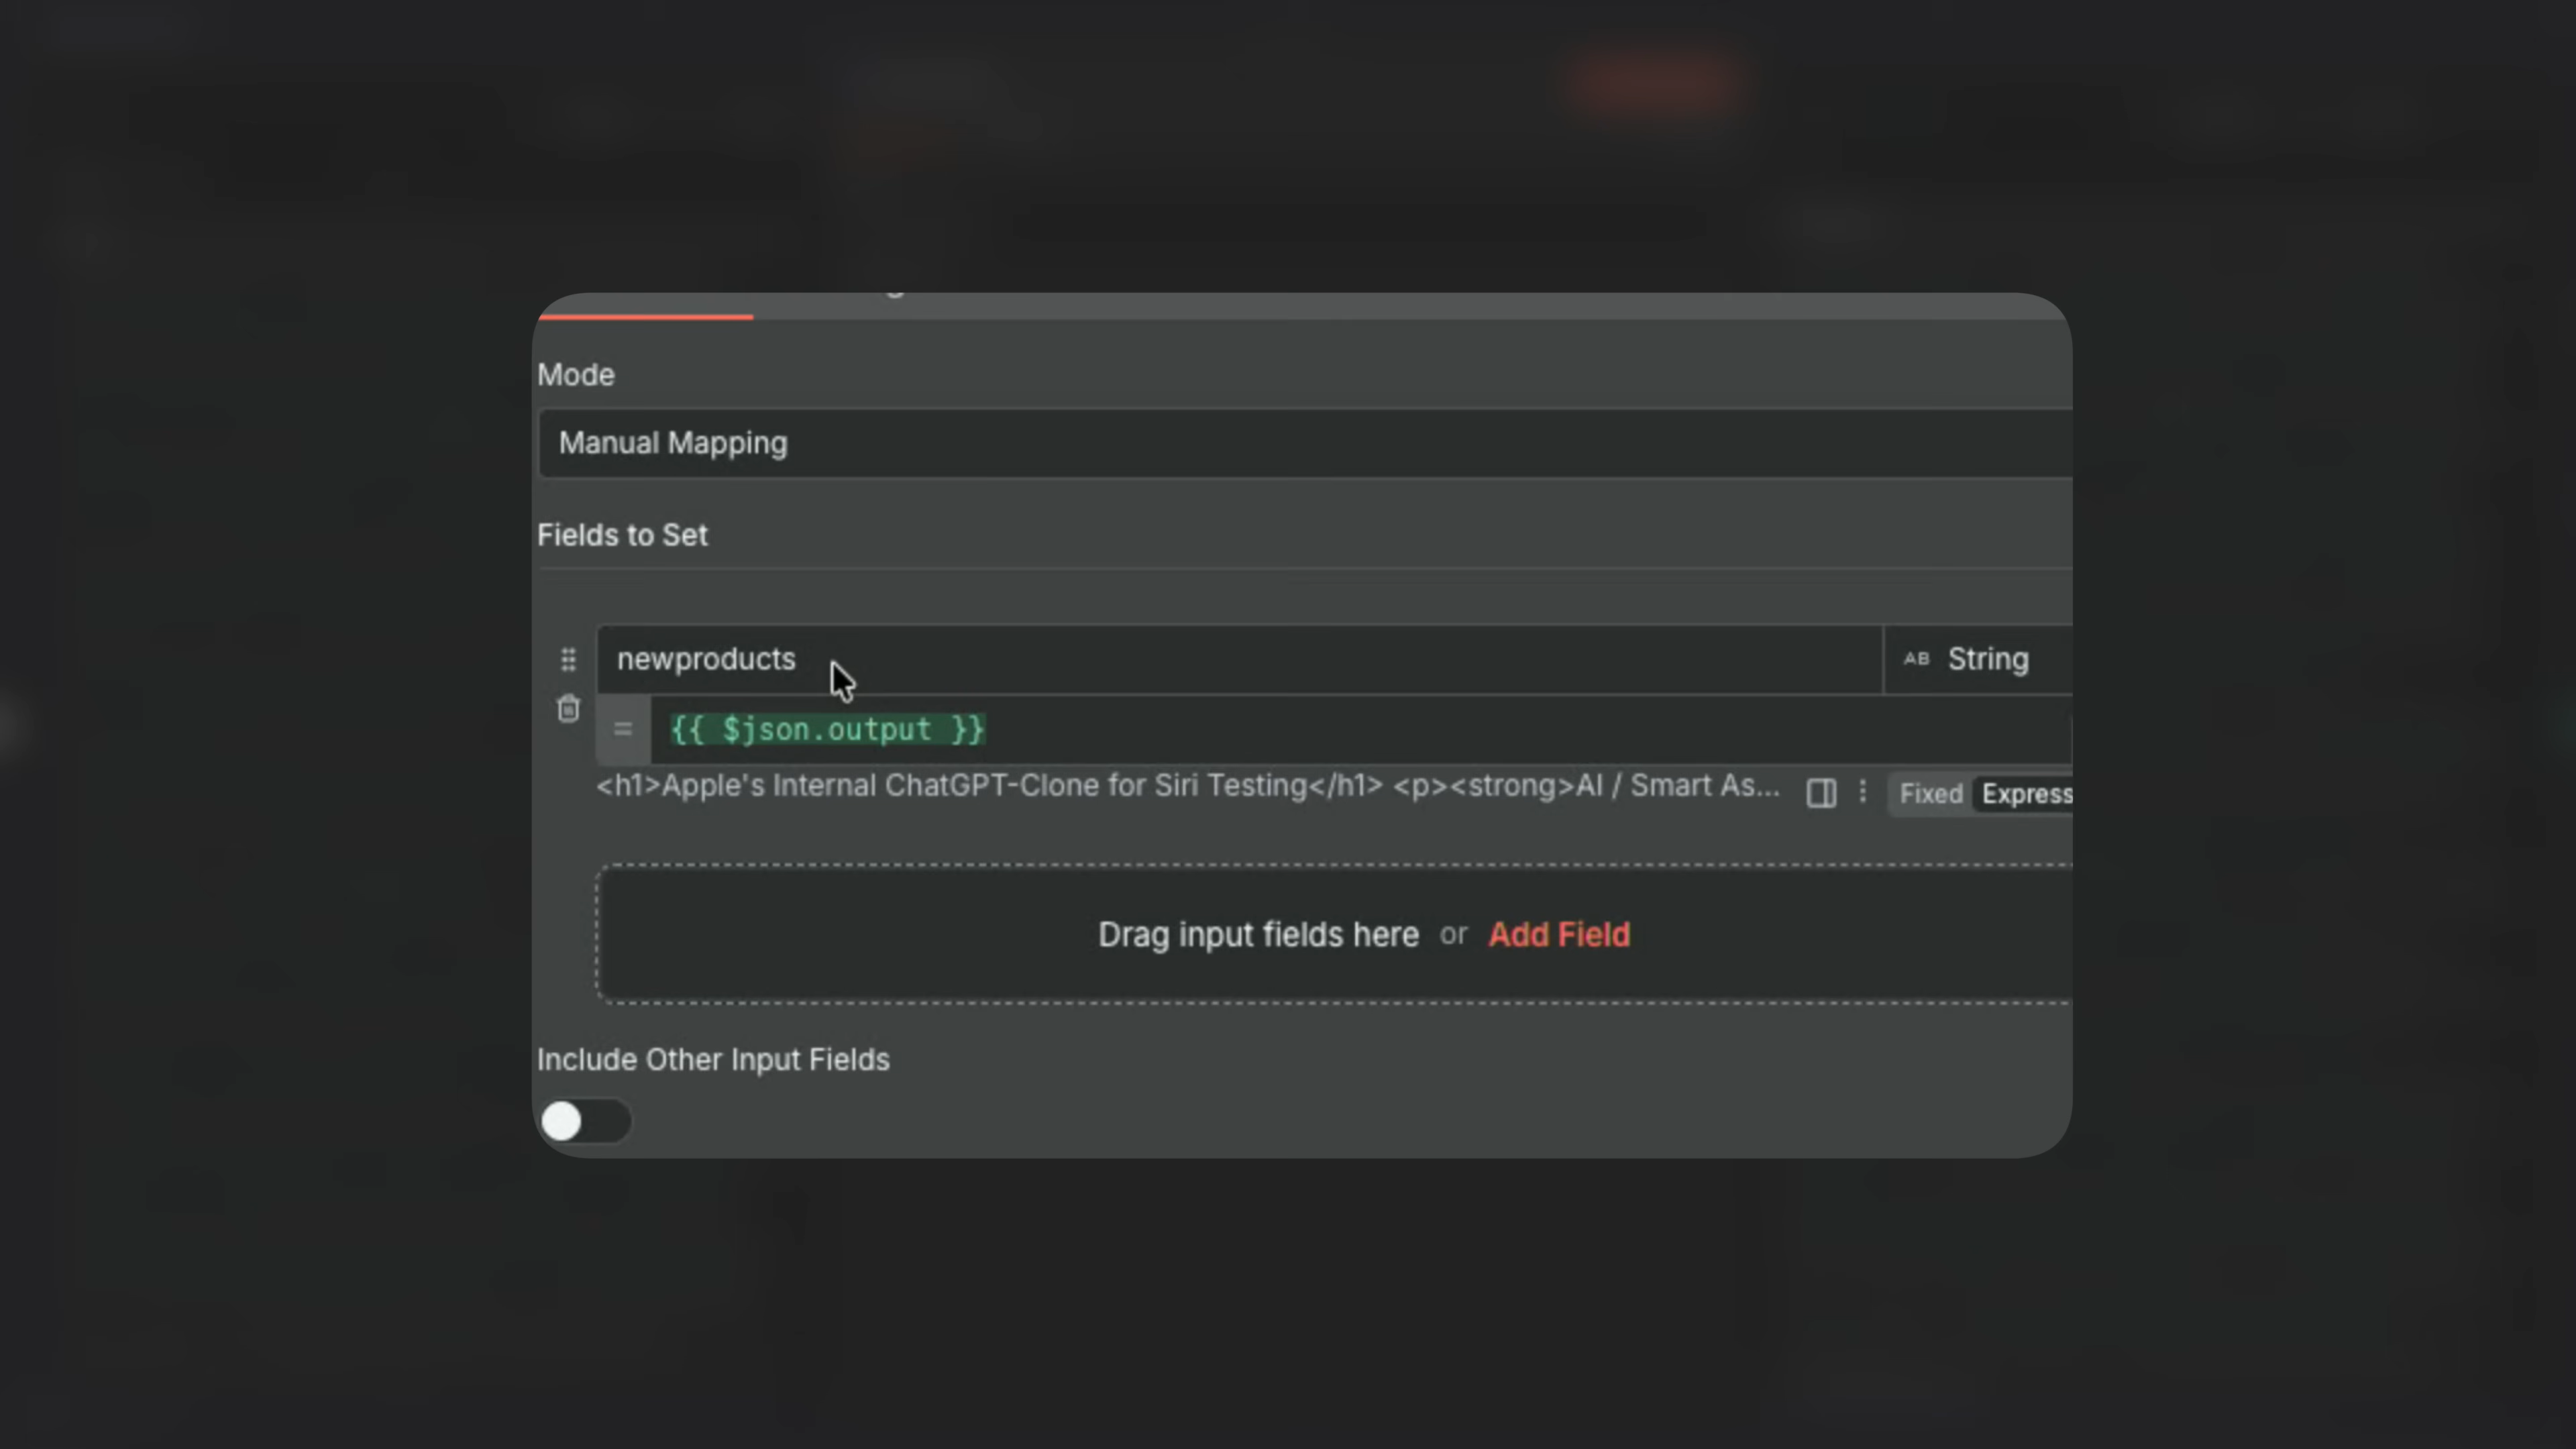 Mode
Manual Mapping
Fields to Set
newproducts
AB String
= {{ $json.output }}
<h1>Apple's Internal ChatGPT-Clone for Siri Testing</h1> <p><strong>AI / Smart As...
Fixed Express
Drag input fields here or Add Field
Include Other Input Fields